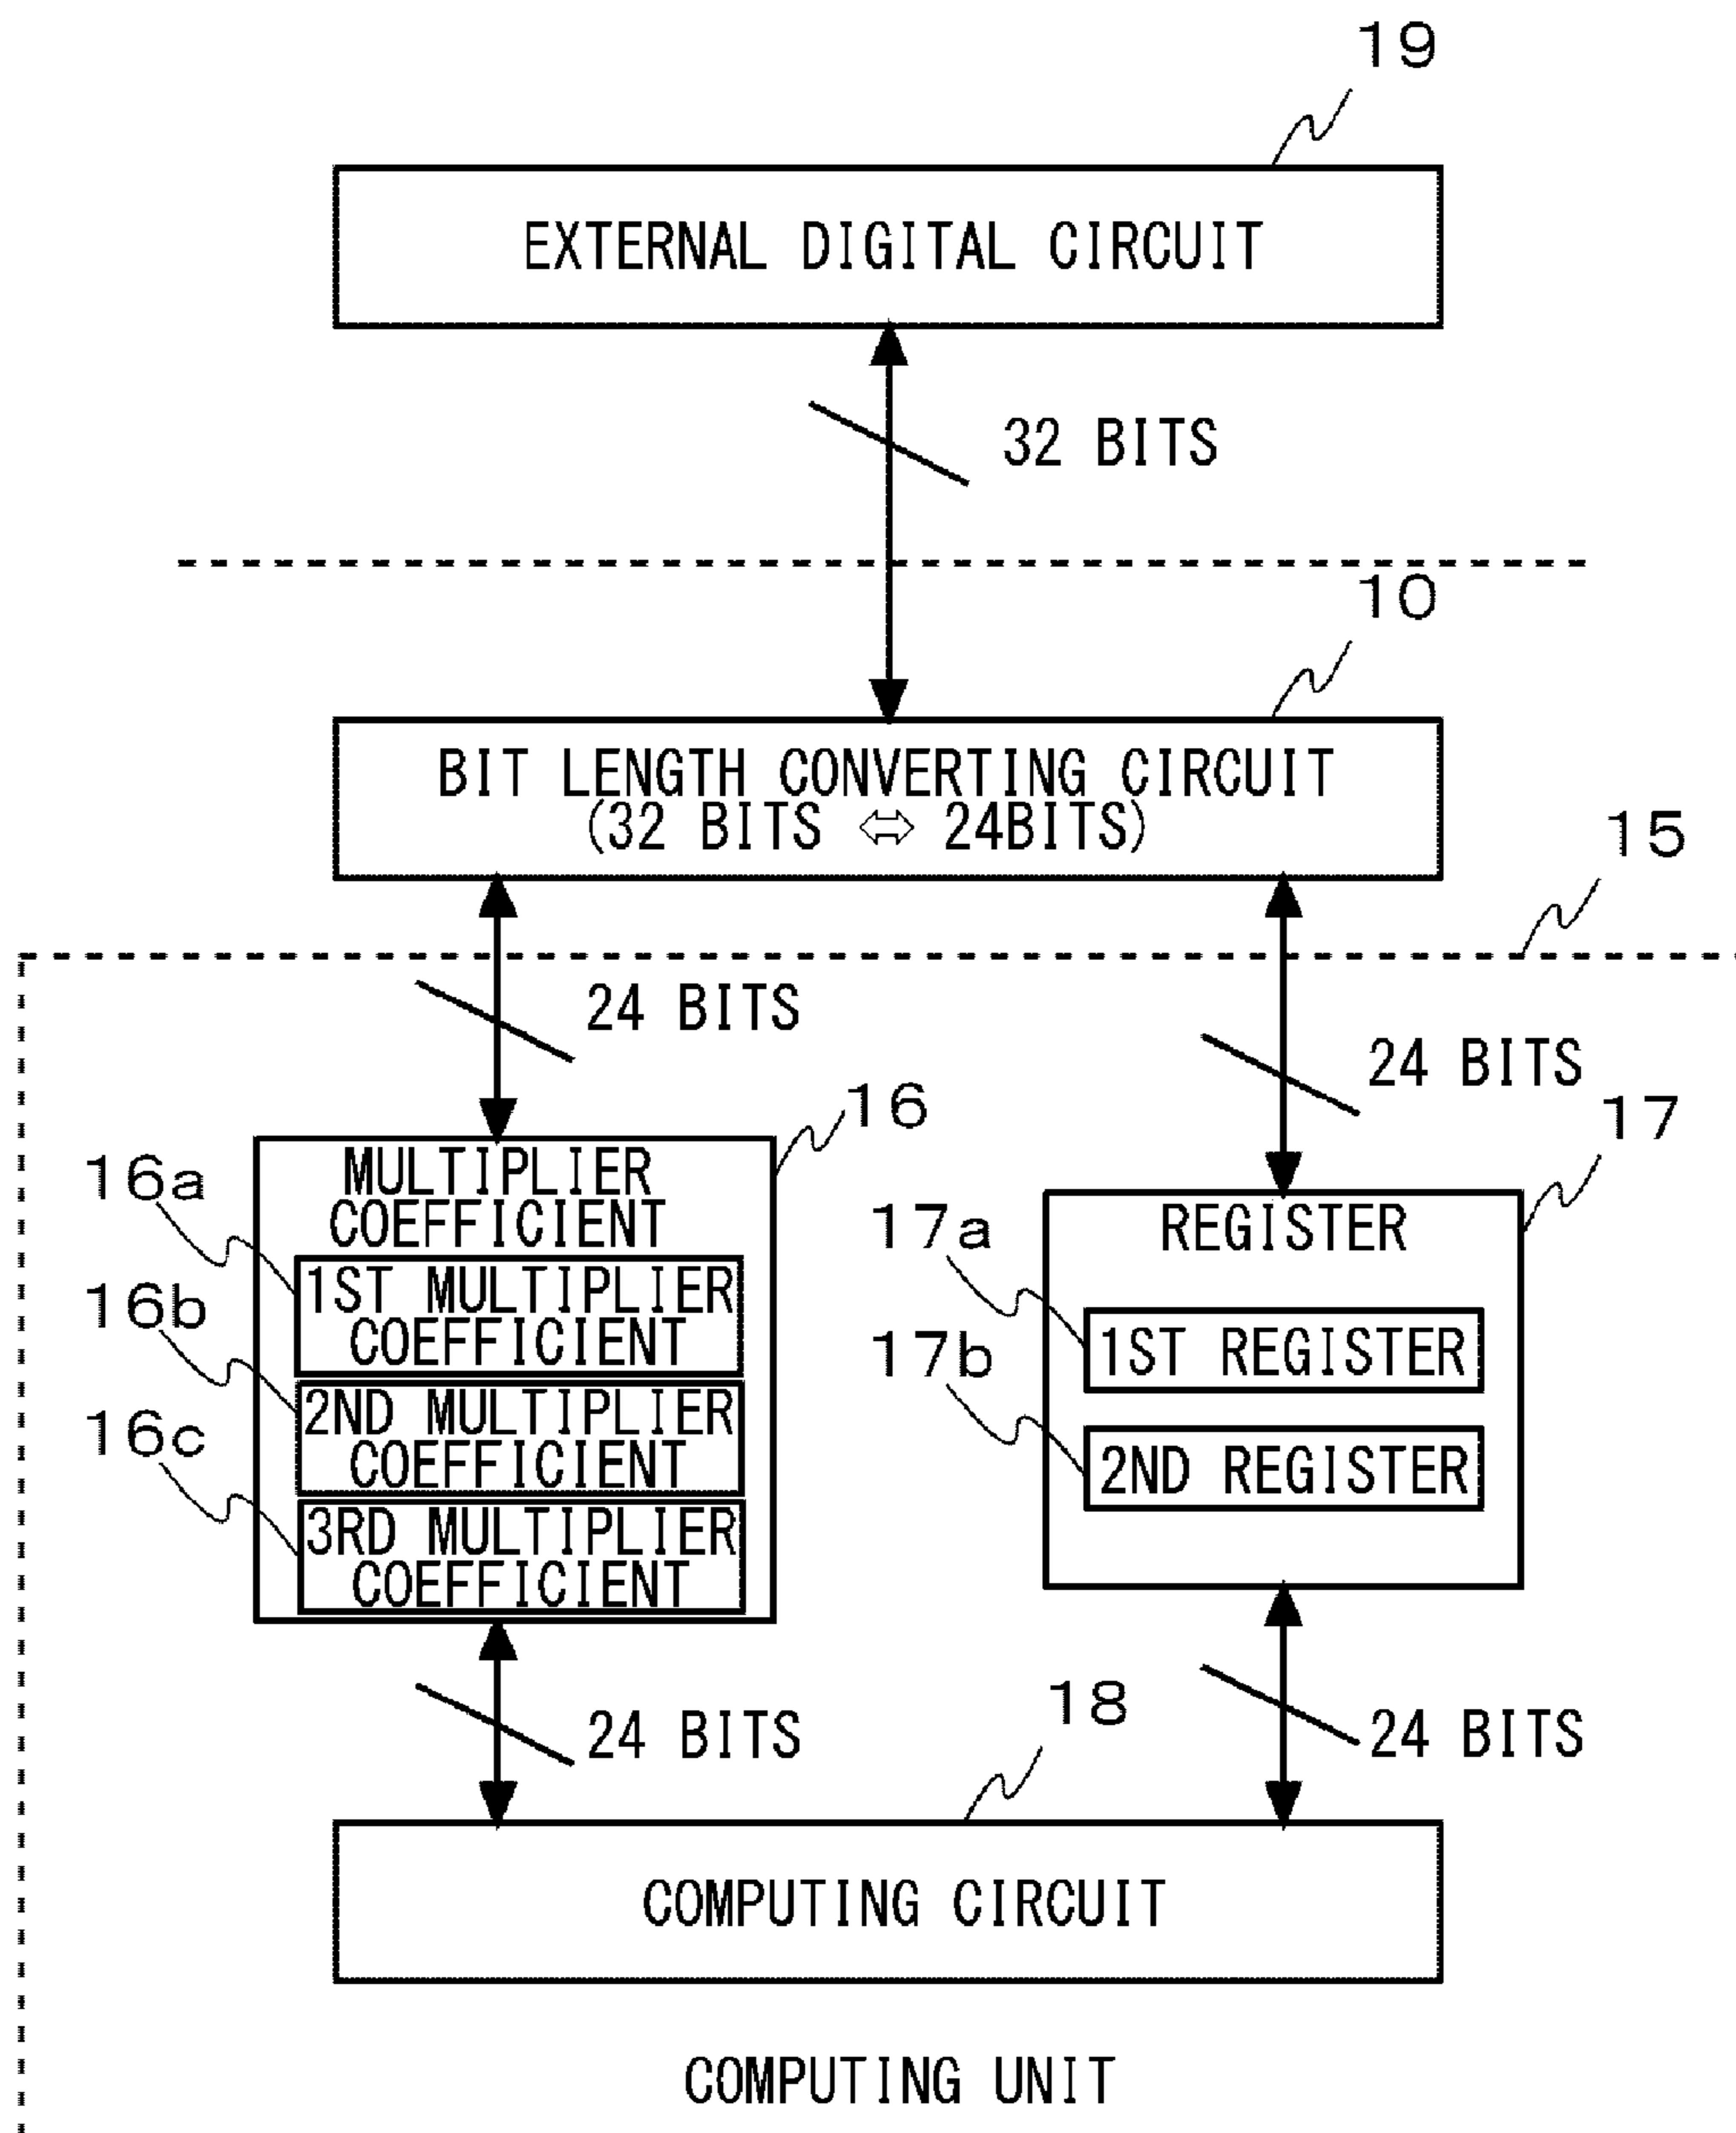 19
EXTERNAL DIGITAL CIRCUIT
32 BITS
10
BIT LENGTH CONVERTING CIRCUIT
(32 BITS ⇔ 24BITS)
15
24 BITS
24 BITS
16
17
MULTIPLIER
COEFFICIENT
16a
1ST MULTIPLIER
COEFFICIENT
16b
2ND MULTIPLIER
COEFFICIENT
16c
3RD MULTIPLIER
COEFFICIENT
REGISTER
17a
1ST REGISTER
17b
2ND REGISTER
24 BITS
18
24 BITS
COMPUTING CIRCUIT
COMPUTING UNIT